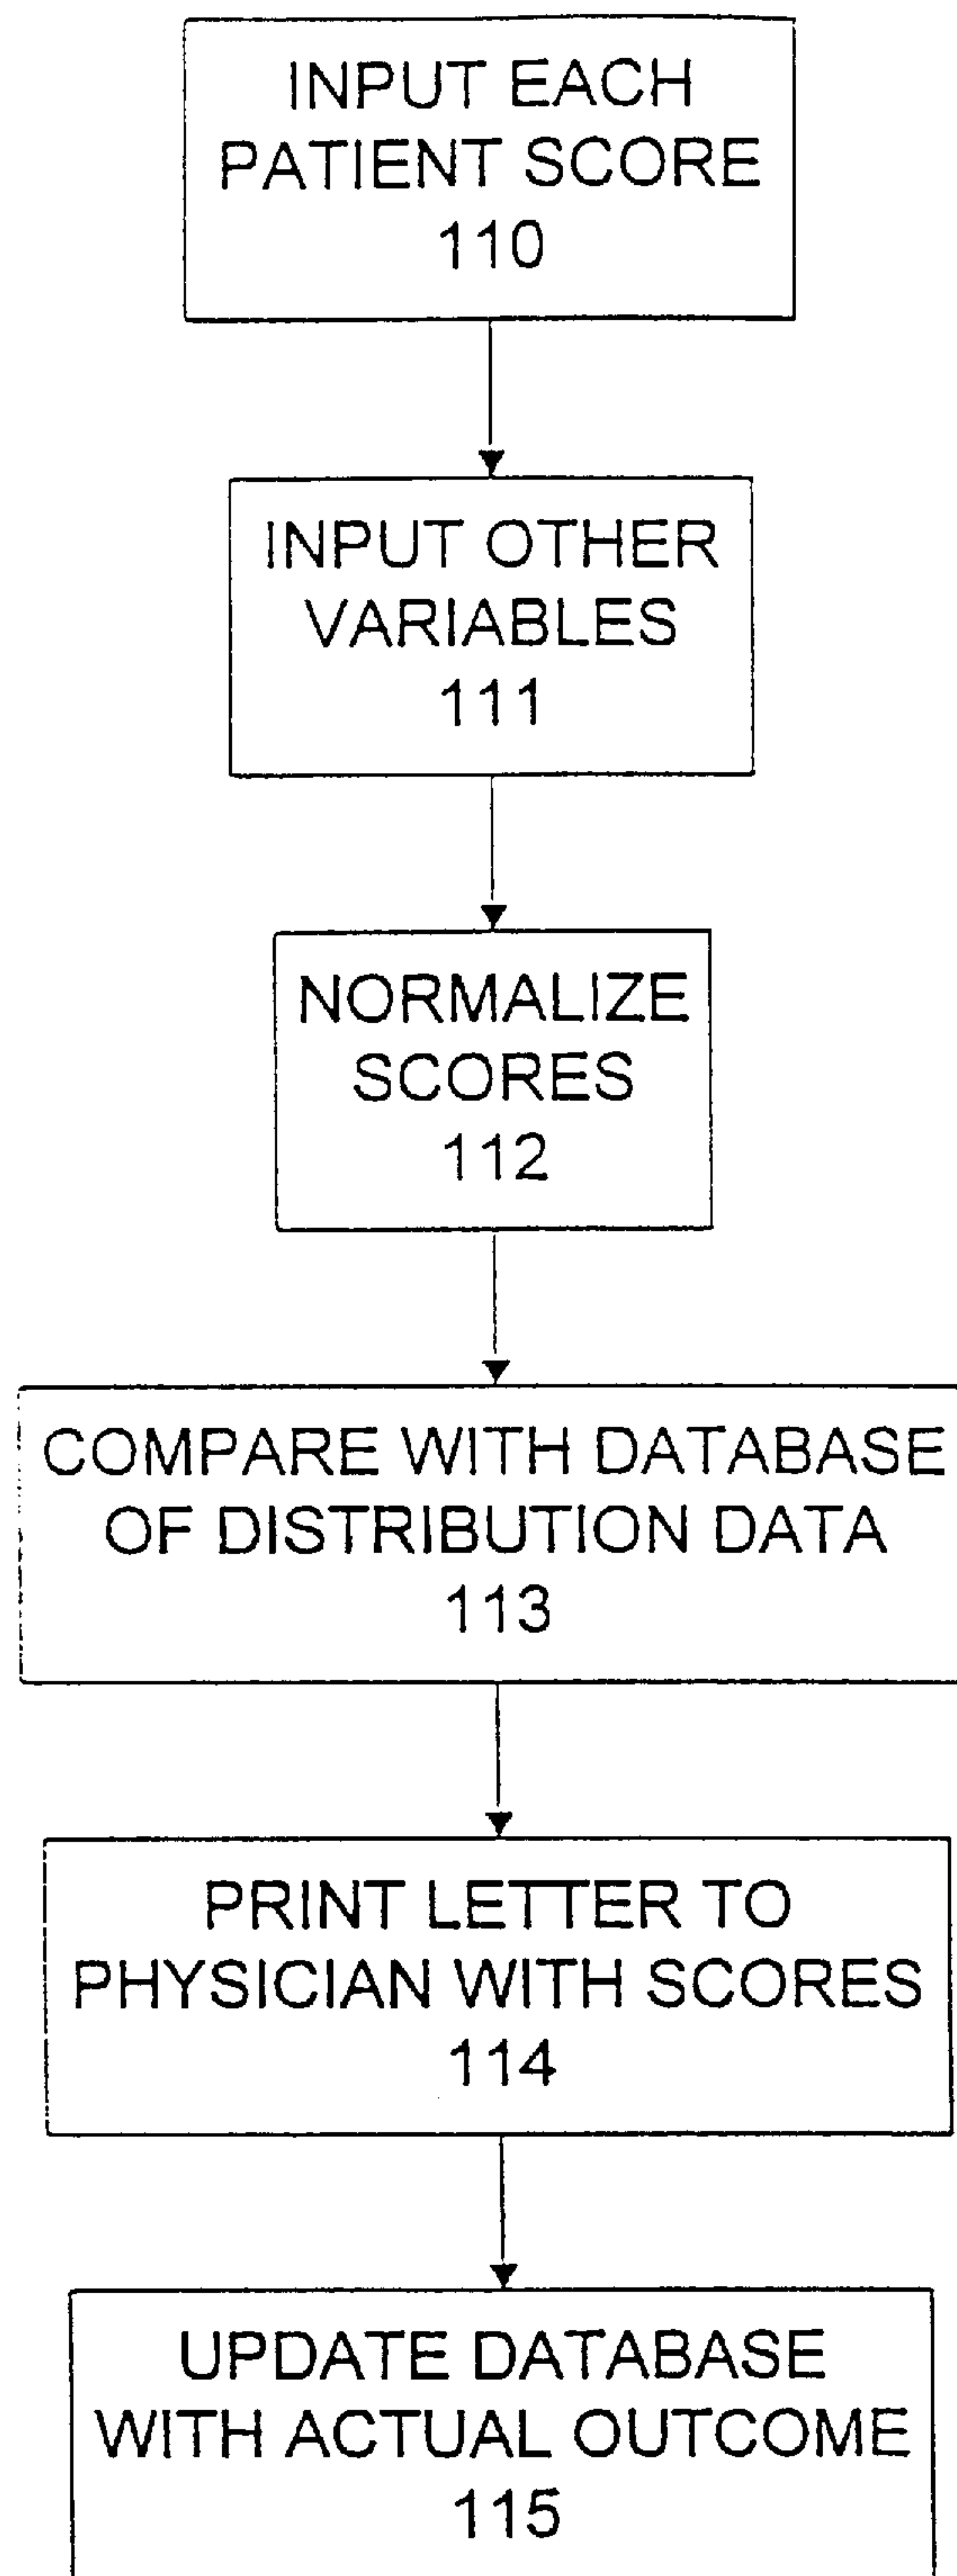 INPUT EACH
PATIENT SCORE
110
INPUT OTHER
VARIABLES
111
NORMALIZE
SCORES
112
COMPARE WITH DATABASE
OF DISTRIBUTION DATA
113
PRINT LETTER TO
PHYSICIAN WITH SCORES
114
UPDATE DATABASE
WITH ACTUAL OUTCOME
115